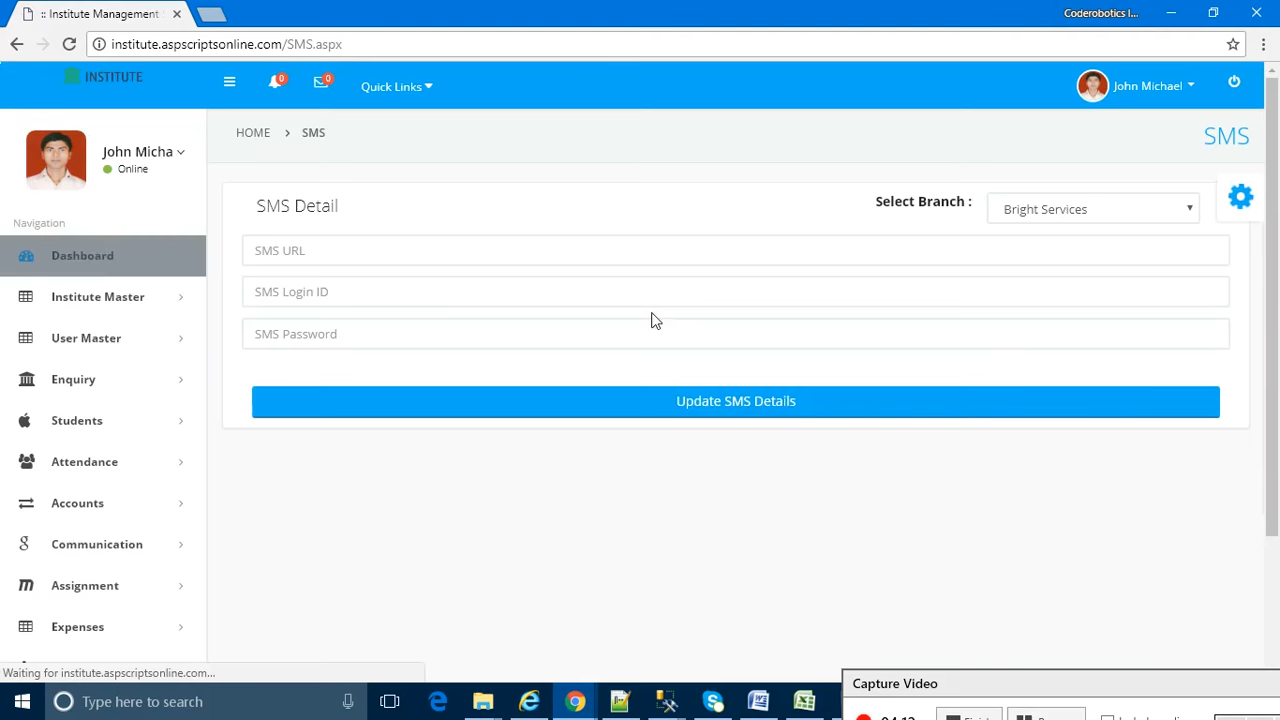 :: Institute Management
Coderobotics I...
institute.aspscriptsonline.com/SMS.aspx
INSTITUTE
0
0
Quick Links
John Michael
John Micha
Online
HOME > SMS
SMS
Navigation
Dashboard
Institute Master
User Master
Enquiry
Students
Attendance
Accounts
Communication
Assignment
Expenses
SMS Detail
Select Branch :
Bright Services
SMS URL
SMS Login ID
SMS Password
Update SMS Details
Waiting for institute.aspscriptsonline.com...
Capture Video
Type here to search